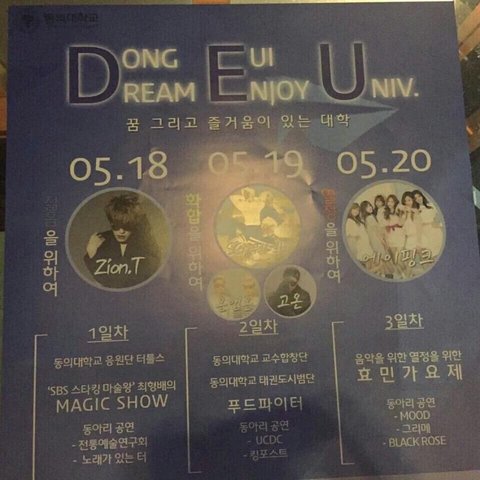 동의대학교
DONG EUI
DREAM ENJOY UNIV.
꿈 그리고 즐거움이 있는 대학
05.18
05.19
05.20
을 위하여
화합을 위하여
을 위하여
Zion.T
에이핑크
고온
1일차
동의대학교 응원단 터틀스
'SBS 스타킹 마술왕' 최형배의
MAGIC SHOW
동아리 공연
- 전통예술연구회
- 노래가 있는 터
2일차
동의대학교 교수합창단
동의대학교 태권도시범단
푸드파이터
동아리 공연
- UCDC
- 킹포스트
3일차
음악을 위한 열정을 위한
효민가요제
동아리 공연
- MOOD
- 그리메
- BLACK ROSE